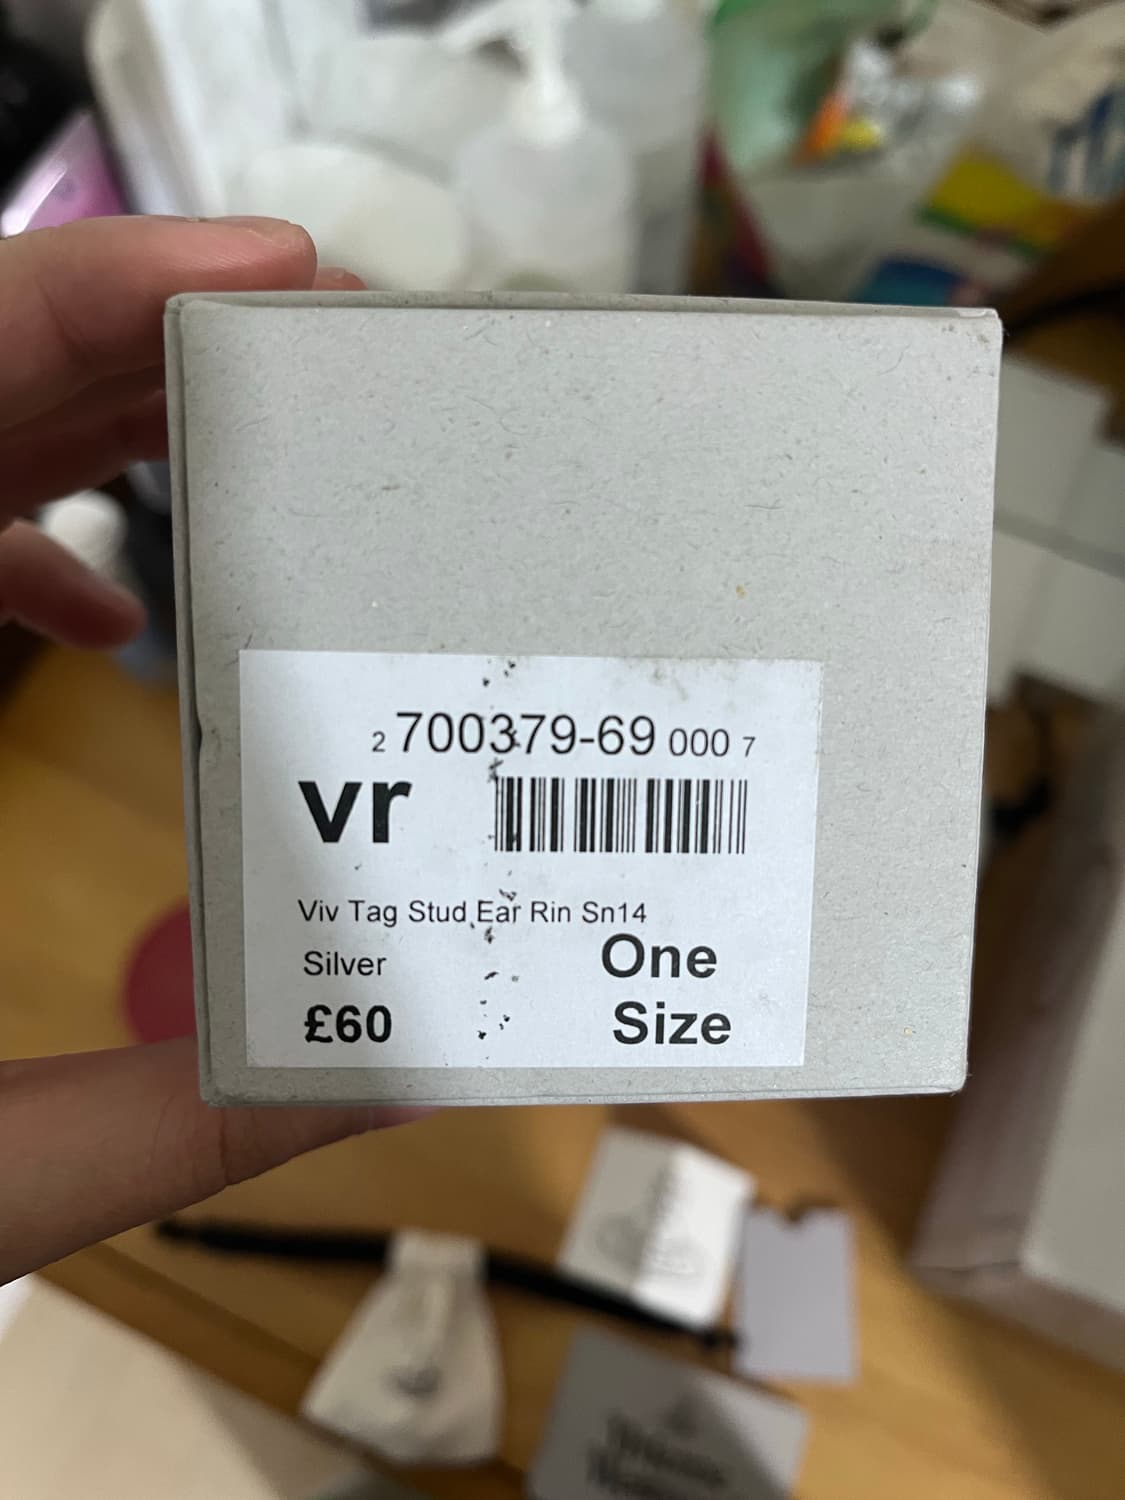 2 700379-69 000 7
vr
Viv Tag Stud Ear Rin Sn14
Silver
One
Size
£60